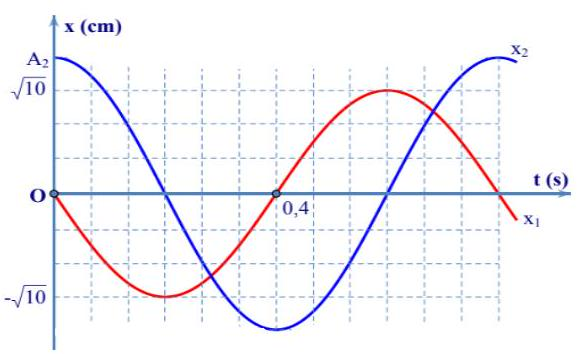 x (cm)
x₂
A₂
√10
O
t (s)
0,4
x₁
-√10